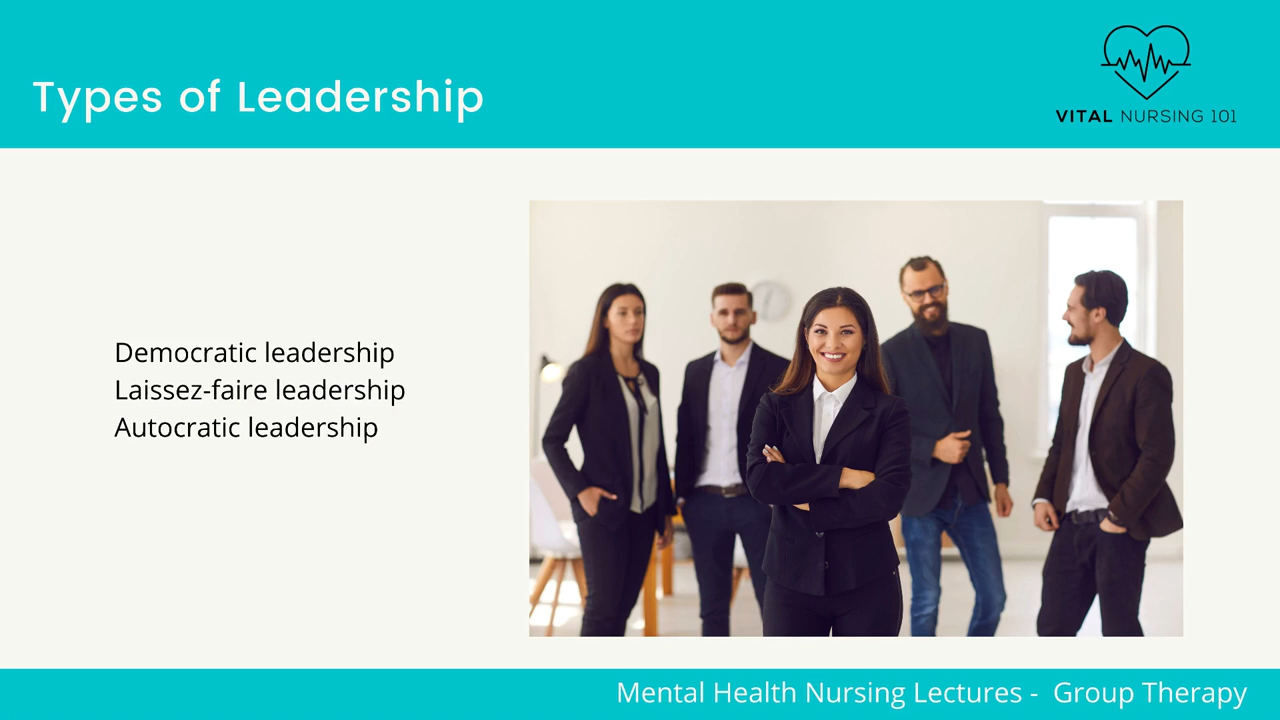 Types of Leadership
VITAL NURSING 101
Democratic leadership
Laissez-faire leadership
Autocratic leadership
Mental Health Nursing Lectures - Group Therapy